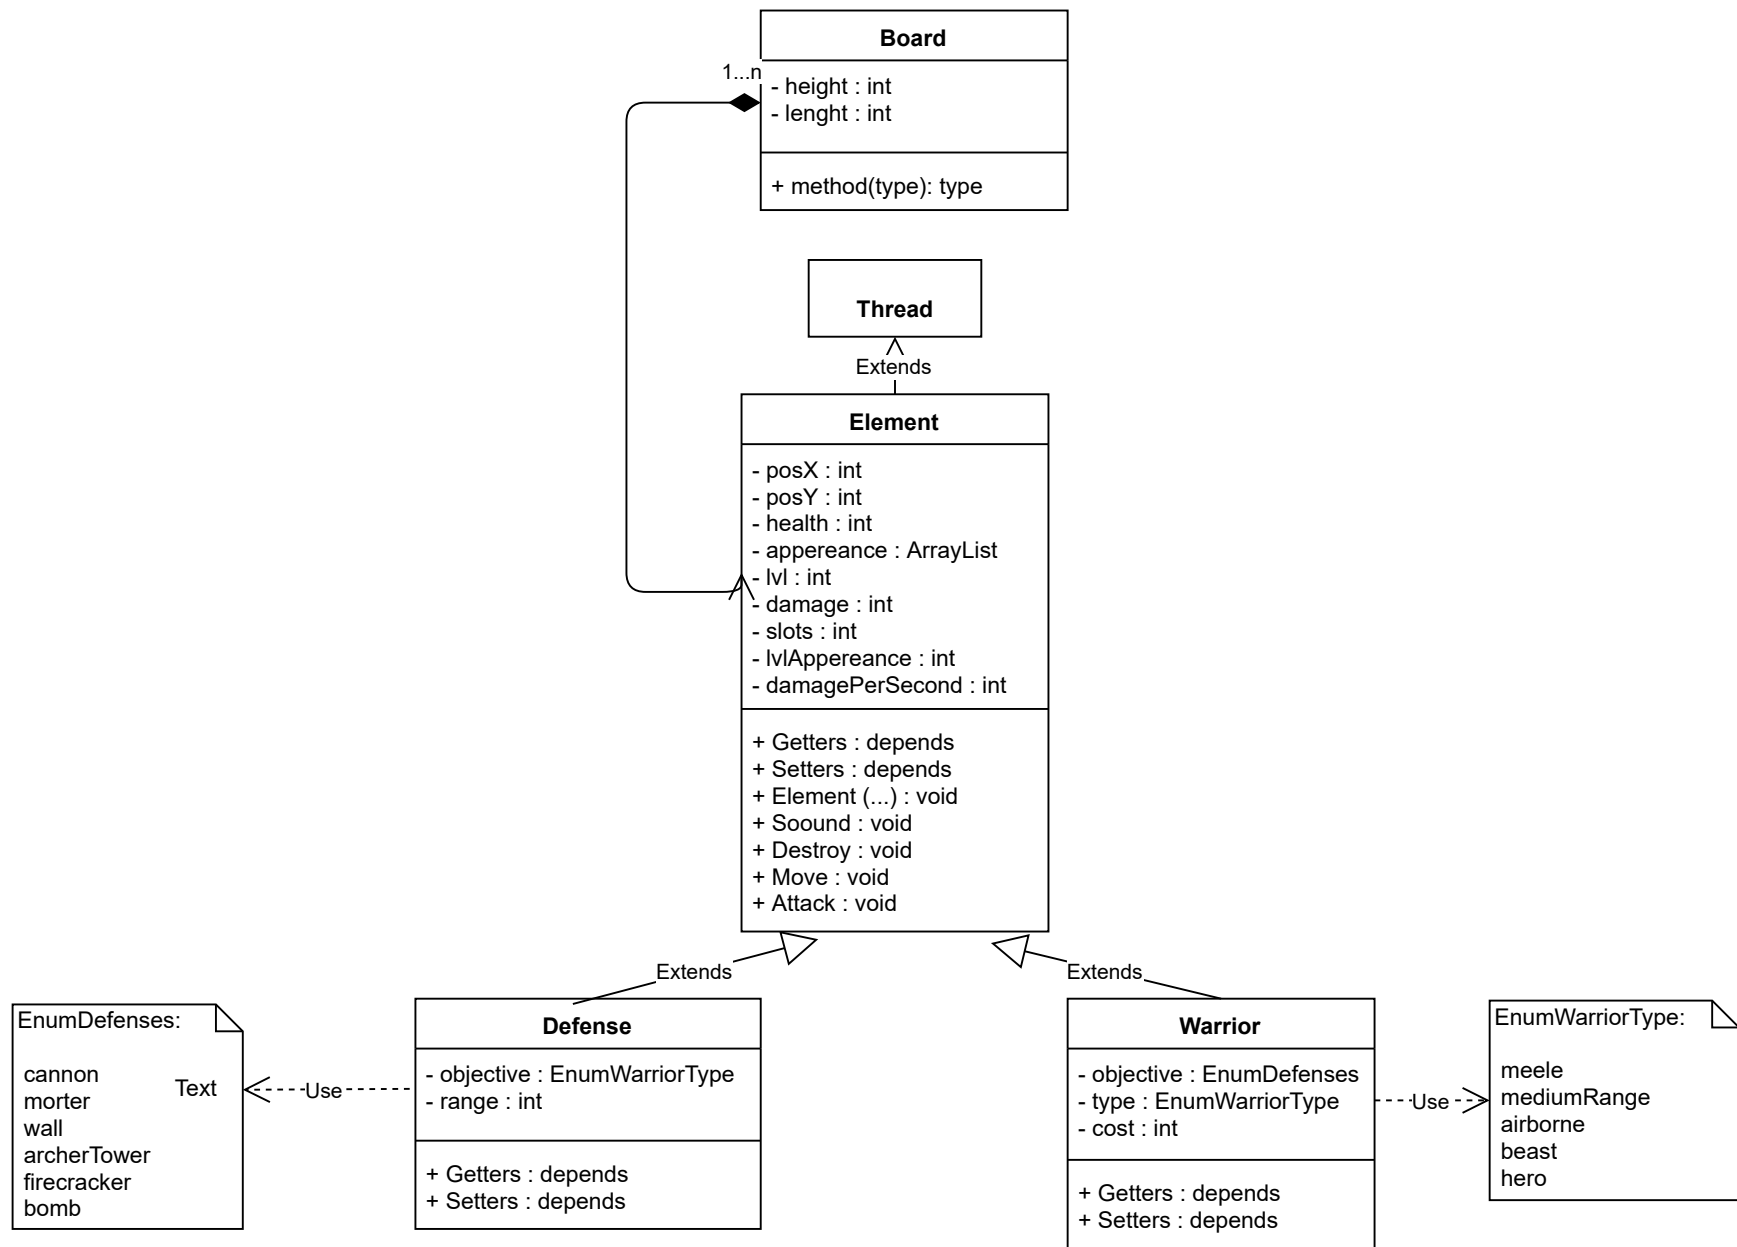 Board
1...n
- height : int
- lenght : int
+ method(type): type
Thread
Extends
Element
- posX : int
- posY : int
- health : int
- appereance : ArrayList
- lvl : int
- damage : int
- slots : int
- lvlAppereance : int
- damagePerSecond : int
+ Getters : depends
+ Setters : depends
+ Element (...) : void
+ Soound : void
+ Destroy : void
+ Move : void
+ Attack : void
Extends
Extends
EnumDefenses:
cannon
morter
wall
archerTower
firecracker
bomb
Text
Use
Defense
- objective : EnumWarriorType
- range : int
+ Getters : depends
+ Setters : depends
Warrior
- objective : EnumDefenses
- type : EnumWarriorType
- cost : int
+ Getters : depends
+ Setters : depends
Use
EnumWarriorType:
meele
mediumRange
airborne
beast
hero